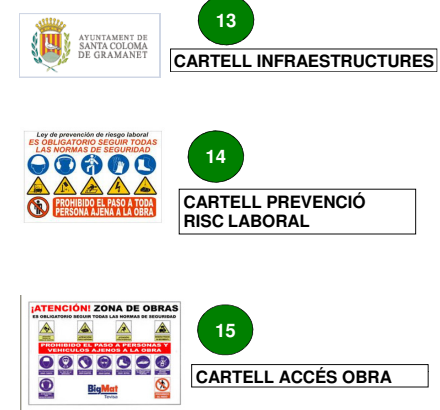 13
AYUNTAMENT DE
SANTA COLOMA
DE GRAMANET
CARTELL INFRAESTRUCTURES
Ley de prevención de riesgo laboral
ES OBLIGATORIO SEGUIR TODAS
LAS NORMAS DE SEGURIDAD
PROHIBIDO EL PASO A TODA
PERSONA AJENA A LA OBRA
14
CARTELL PREVENCIÓ
RISC LABORAL
¡ATENCIÓN! ZONA DE OBRAS
ES OBLIGATORIO SEGUIR TODAS LAS NORMAS DE SEGURIDAD
PROHIBIDO EL PASO A PERSONAS Y
VEHICULOS AJENOS A LA OBRA
BigMat
15
CARTELL ACCÉS OBRA